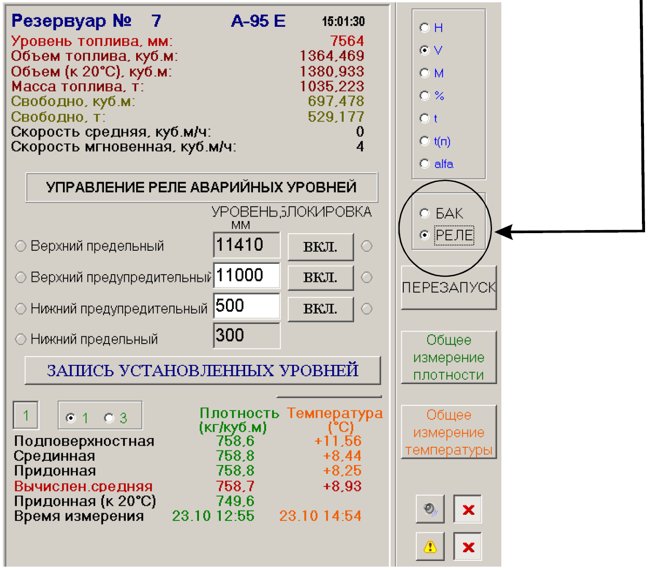 Резервуар № 7 А-95 Е 15:01:30
Уровень топлива, мм: 7564
Объем топлива, куб.м: 1364,469
Объем (к 20°С), куб.м: 1380,933
Масса топлива, т: 1035,223
Свободно, куб.м: 697,478
Свободно, т: 529,177
Скорость средняя, куб.м/ч: 0
Скорость мгновенная, куб.м/ч: 4
УПРАВЛЕНИЕ РЕЛЕ АВАРИЙНЫХ УРОВНЕЙ
УРОВЕНЬ, БЛОКИРОВКА
мм
Верхний предельный 11410 ВКЛ.
Верхний предупредительный 11000 ВКЛ.
Нижний предупредительный 500 ВКЛ.
Нижний предельный 300
ЗАПИСЬ УСТАНОВЛЕННЫХ УРОВНЕЙ
1 1 3 Плотность Температура
(кг/куб.м) (°С)
Подповерхностная 758,6 +11,56
Срединная 758,8 +8,44
Придонная 758,8 +8,25
Вычислен.средняя 758,7 +8,93
Придонная (к 20°С) 749,6
Время измерения 23.10 12:55 23.10 14:54
H
V
M
%
t
t(п)
alfa
БАК
РЕЛЕ
ПЕРЕЗАПУСК
Общее
измерение
плотности
Общее
измерение
температуры